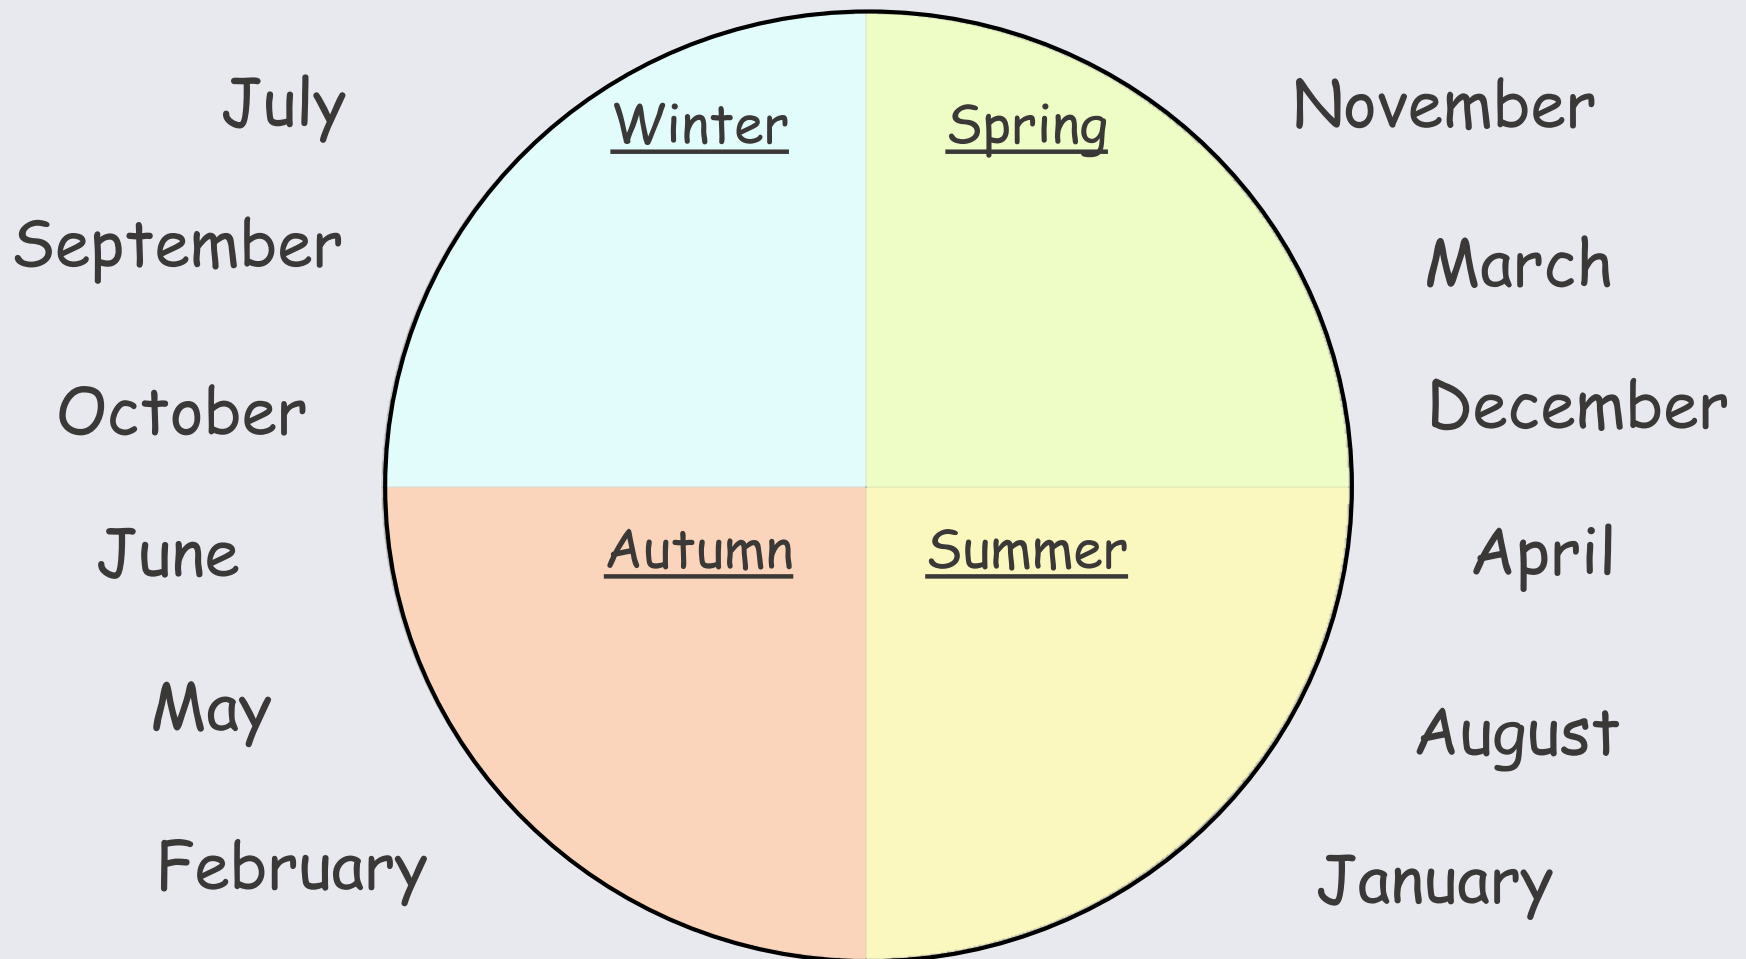 July
September
October
June
May
February
Winter
Spring
Autumn
Summer
November
March
December
April
August
January